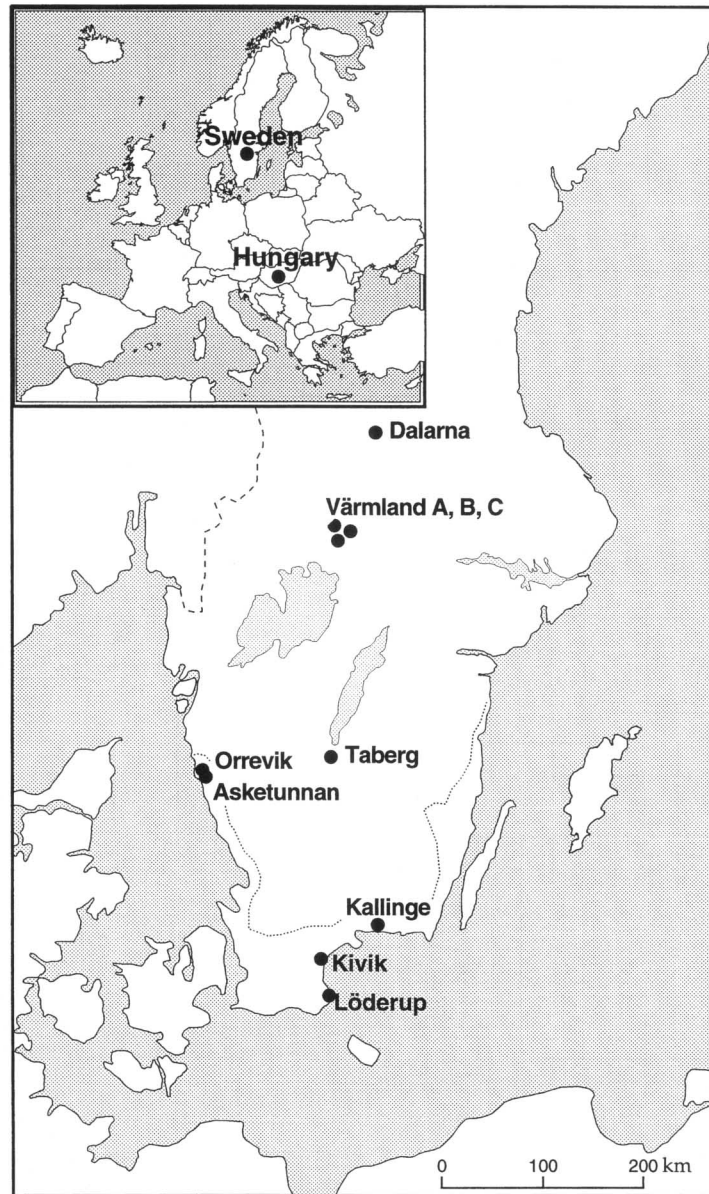 Sweden
Hungary
Dalarna
Värmland A, B, C
Orrevik
Taberg
Asketunnan
Kallinge
Kivik
Löderup
0 100 200 km